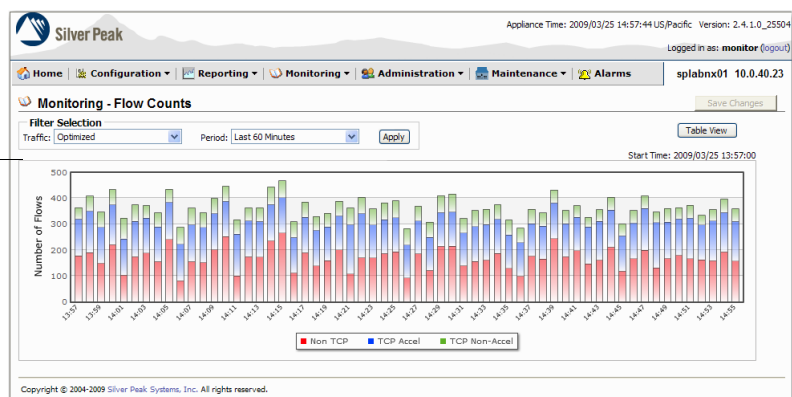 Silver Peak
Appliance Time: 2009/03/25 14:57:44 US/Pacific Version: 2.4.1.0_25504
Logged in as: monitor (logout)
Home Configuration Reporting Monitoring Administration Maintenance Alarms splabnx01 10.0.40.23
Monitoring - Flow Counts
Save Changes
Filter Selection
Traffic: Optimized Period: Last 60 Minutes Apply
Table View
Start Time: 2009/03/25 13:57:00
Number of Flows
500
400
300
200
100
0
13:57 13:59 14:01 14:03 14:05 14:07 14:09 14:11 14:13 14:15 14:17 14:19 14:21 14:23 14:25 14:27 14:29 14:31 14:33 14:35 14:37 14:39 14:41 14:43 14:45 14:47 14:49 14:51 14:53 14:55
Non TCP TCP Accel TCP Non-Accel
Copyright © 2004-2009 Silver Peak Systems, Inc. All rights reserved.